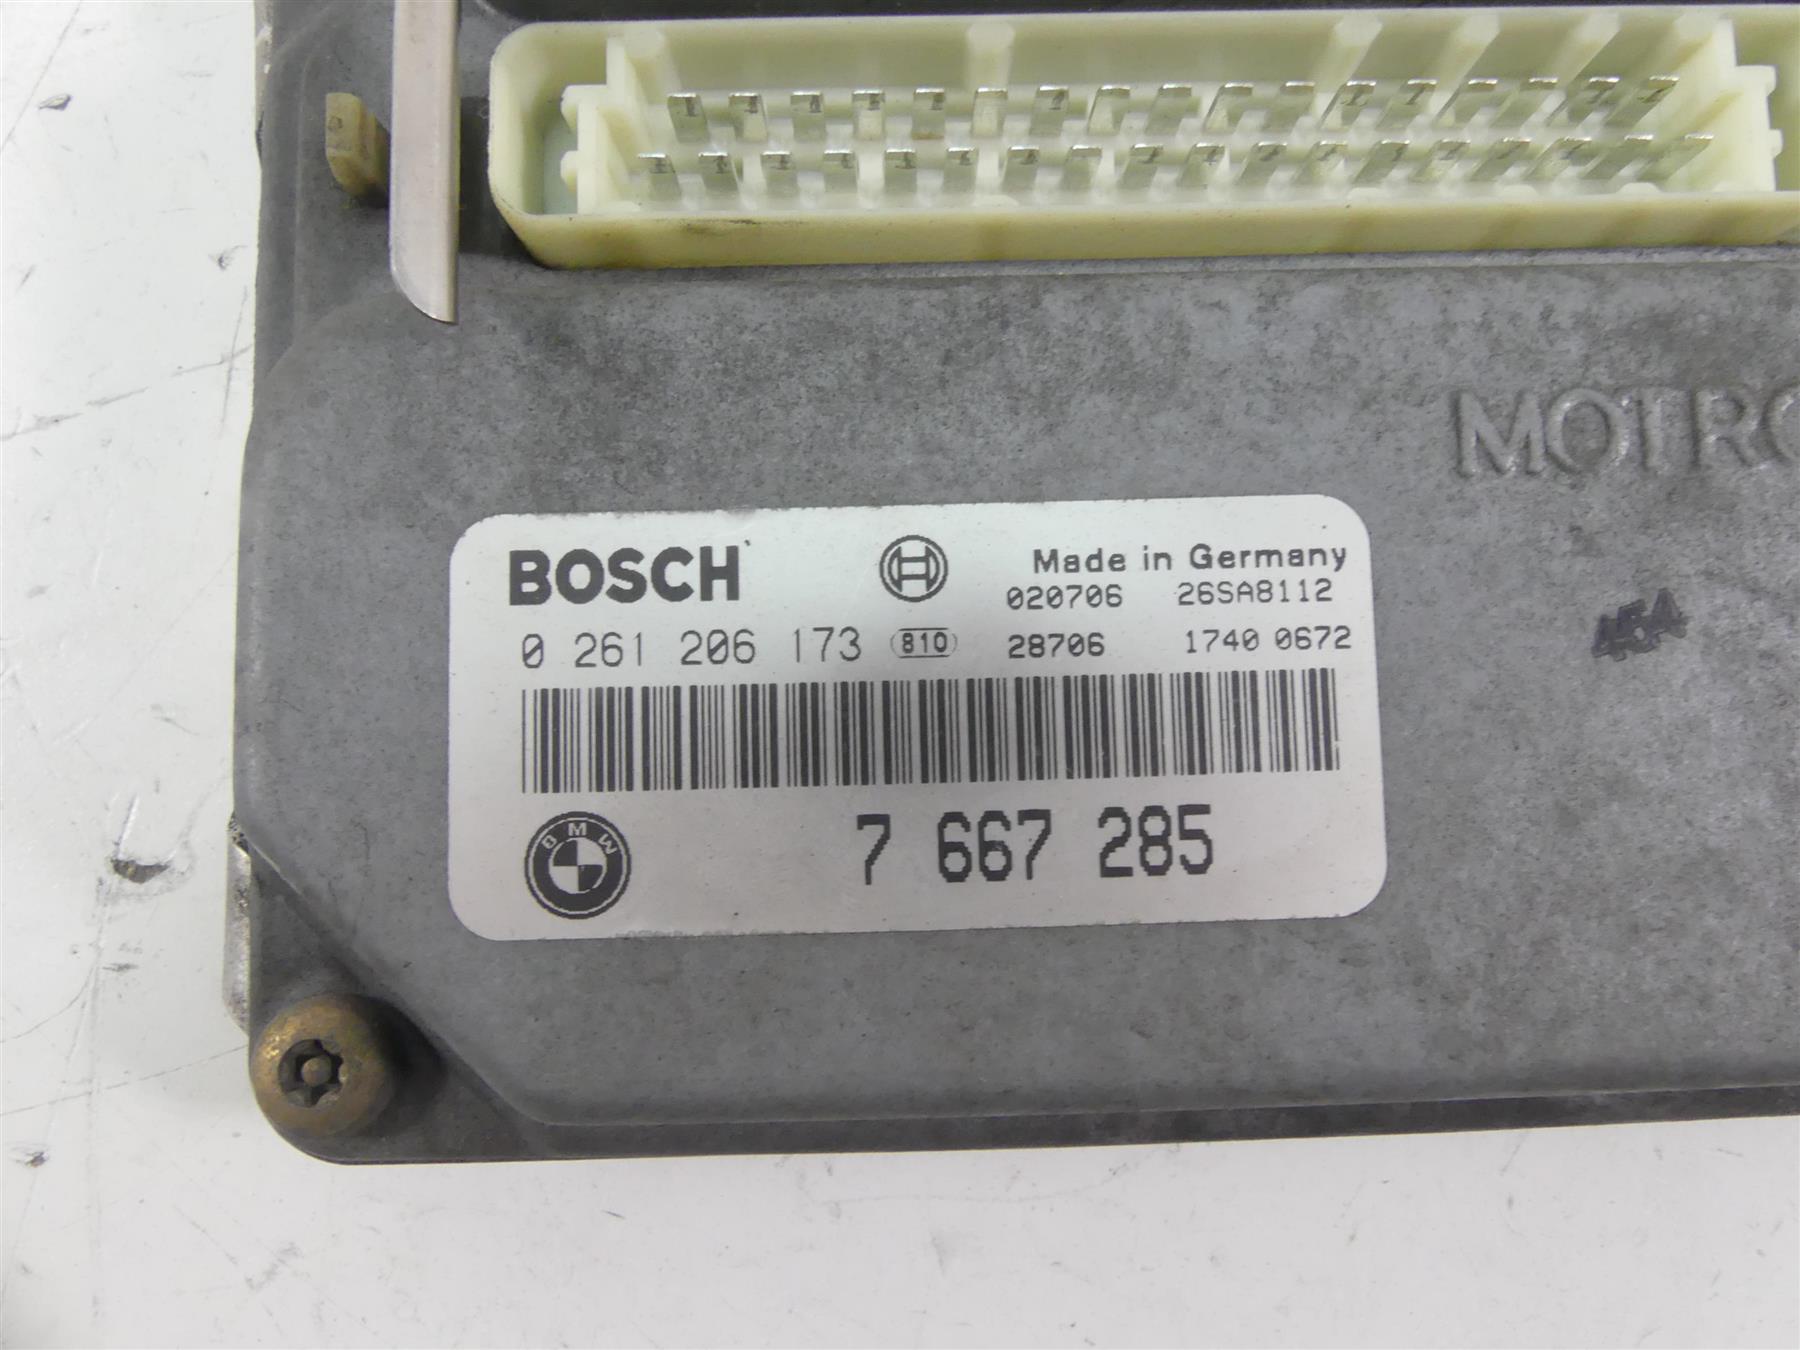 MOTRO
BOSCH
Made in Germany
020706 26SA8112
0 261 206 173 810 28706 1740 0672
454
BMW
7 667 285